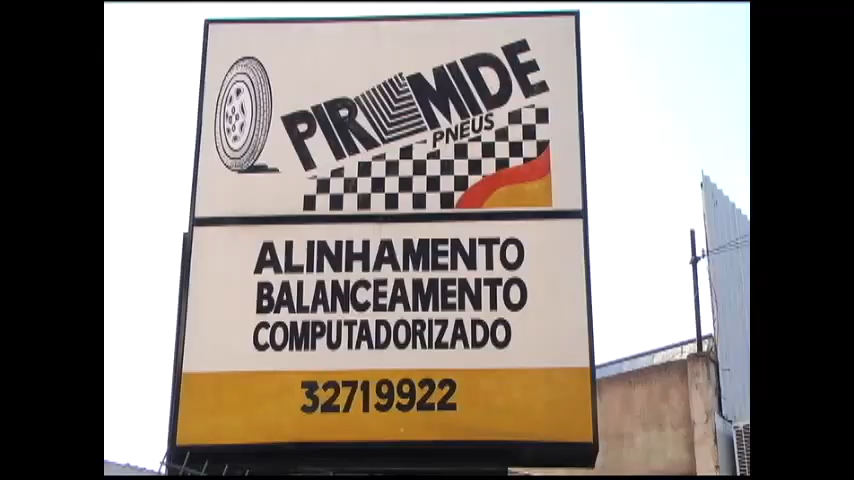 PIRÂMIDE
PNEUS
ALINHAMENTO
BALANCEAMENTO
COMPUTADORIZADO
32719922